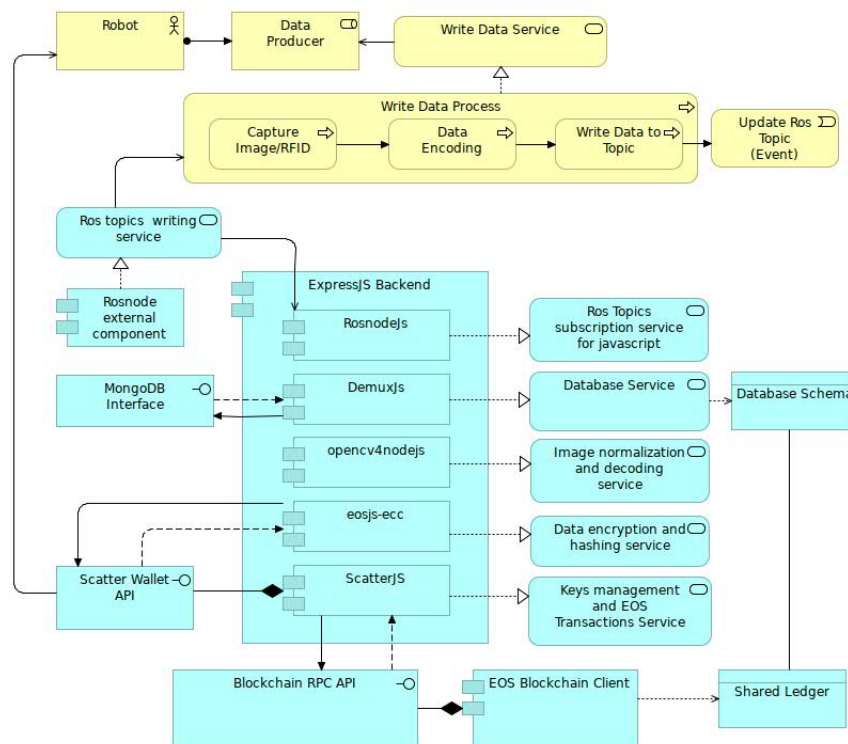 Robot
Data
Producer
Write Data Service
Write Data Process
Capture
Image/RFID
Data
Encoding
Write Data to
Topic
Update Ros
Topic
(Event)
Ros topics writing
service
Rosnode
external
component
ExpressJS Backend
RosnodeJs
Ros Topics
subscription service
for javascript
MongoDB
Interface
DemuxJs
Database Service
Database Schema
opencv4nodejs
Image normalization
and decoding
service
eosjs-ecc
Data encryption and
hashing service
Scatter Wallet
API
ScatterJS
Keys management
and EOS
Transactions Service
Blockchain RPC API
EOS Blockchain Client
Shared Ledger